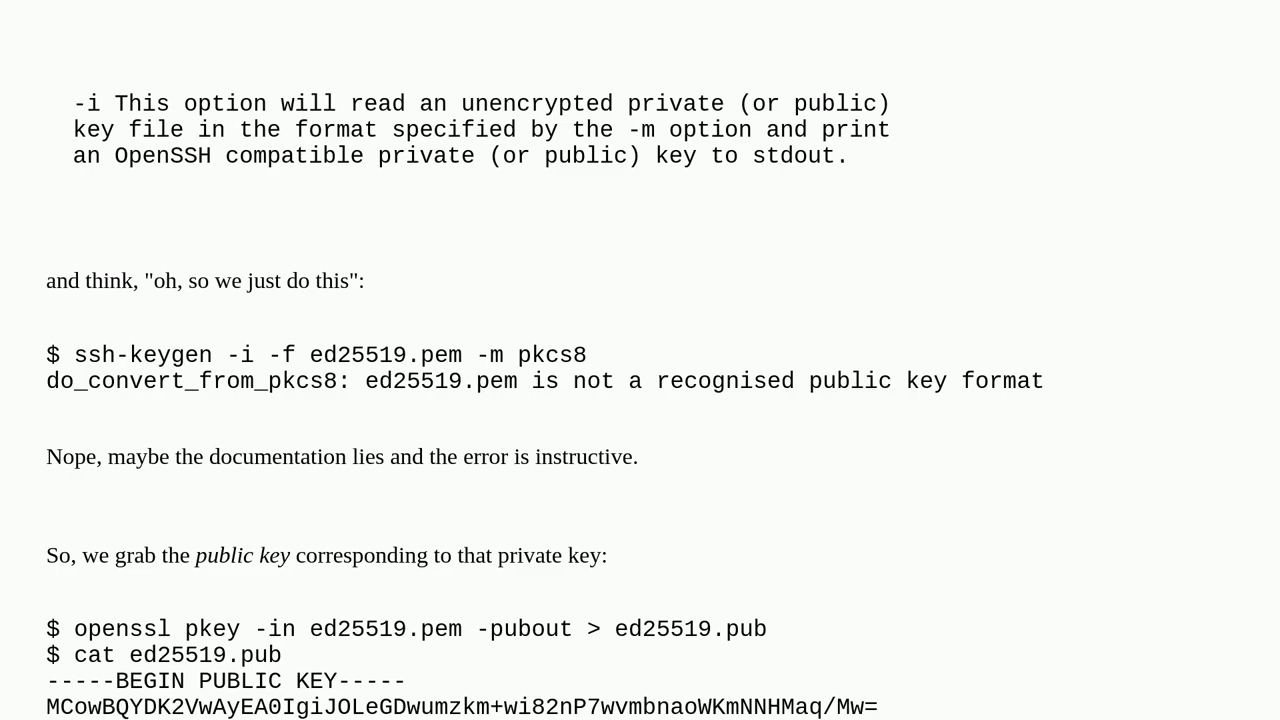 -i This option will read an unencrypted private (or public)
key file in the format specified by the -m option and print
an OpenSSH compatible private (or public) key to stdout.
and think, "oh, so we just do this":
$ ssh-keygen -i -f ed25519.pem -m pkcs8
do_convert_from_pkcs8: ed25519.pem is not a recognised public key format
Nope, maybe the documentation lies and the error is instructive.
So, we grab the public key corresponding to that private key:
$ openssl pkey -in ed25519.pem -pubout > ed25519.pub
$ cat ed25519.pub
-----BEGIN PUBLIC KEY-----
MCowBQYDK2VwAyEA0IgiJOLeGDwumzkm+wi82nP7wvmbnaoWKmNNHMaq/Mw=